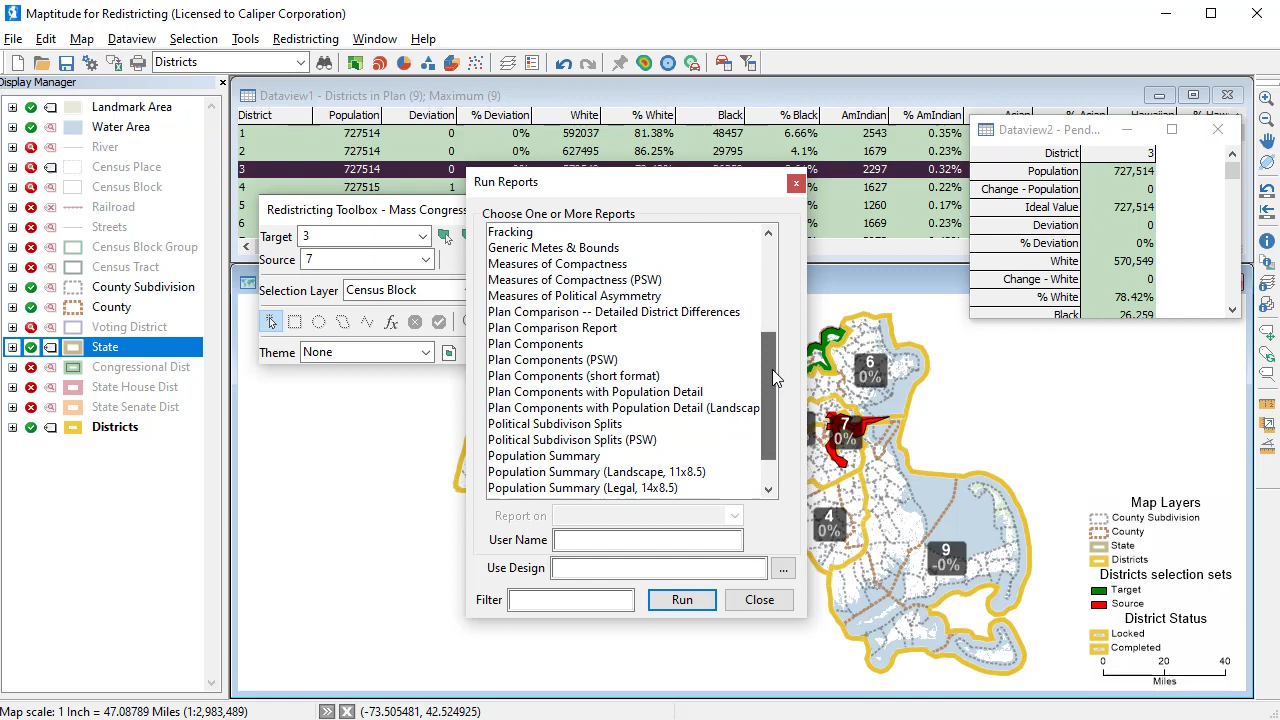 Maptitude for Redistricting (Licensed to Caliper Corporation)
File Edit Map Dataview Selection Tools Redistricting Window Help
Districts
Display Manager
Landmark Area
Water Area
River
Census Place
Census Block
Railroad
Streets
Census Block Group
Census Tract
County Subdivision
County
Voting District
State
Congressional Dist
State House Dist
State Senate Dist
Districts
Dataview1 - Districts in Plan (9); Maximum (9)
District Population Deviation % Deviation White % White Black % Black AmIndian % AmIndian
1 727514 0 0% 592037 81.38% 48457 6.66% 2543 0.35%
2 727514 0 0% 627495 86.25% 29795 4.1% 1679 0.23%
3 727514 0 2297 0.32%
4 727515 1 1627 0.22%
5 1260 0.17%
6 1669 0.23%
Dataview2 - Pend...
District 3
Population 727,514
Change - Population 0
Ideal Value 727,514
Deviation 0
% Deviation 0%
White 570,549
Change - White 0
% White 78.42%
Black 26,259
Redistricting Toolbox - Mass Congress
Target 3
Source 7
Selection Layer Census Block
Theme None
Run Reports
Choose One or More Reports
Fracking
Generic Metes & Bounds
Measures of Compactness
Measures of Compactness (PSW)
Measures of Political Asymmetry
Plan Comparison -- Detailed District Differences
Plan Comparison Report
Plan Components
Plan Components (PSW)
Plan Components (short format)
Plan Components with Population Detail
Plan Components with Population Detail (Landscap
Political Subdivison Splits
Political Subdivison Splits (PSW)
Population Summary
Population Summary (Landscape, 11x8.5)
Population Summary (Legal, 14x8.5)
Report on
User Name
Use Design ...
Filter Run Close
6
0%
7
0%
4
0%
9
-0%
Map Layers
County Subdivision
County
State
Districts
Districts selection sets
Target
Source
District Status
Locked
Completed
0 20 40
Miles
Map scale: 1 Inch = 47.08789 Miles (1:2,983,489) (-73.505481, 42.524925)